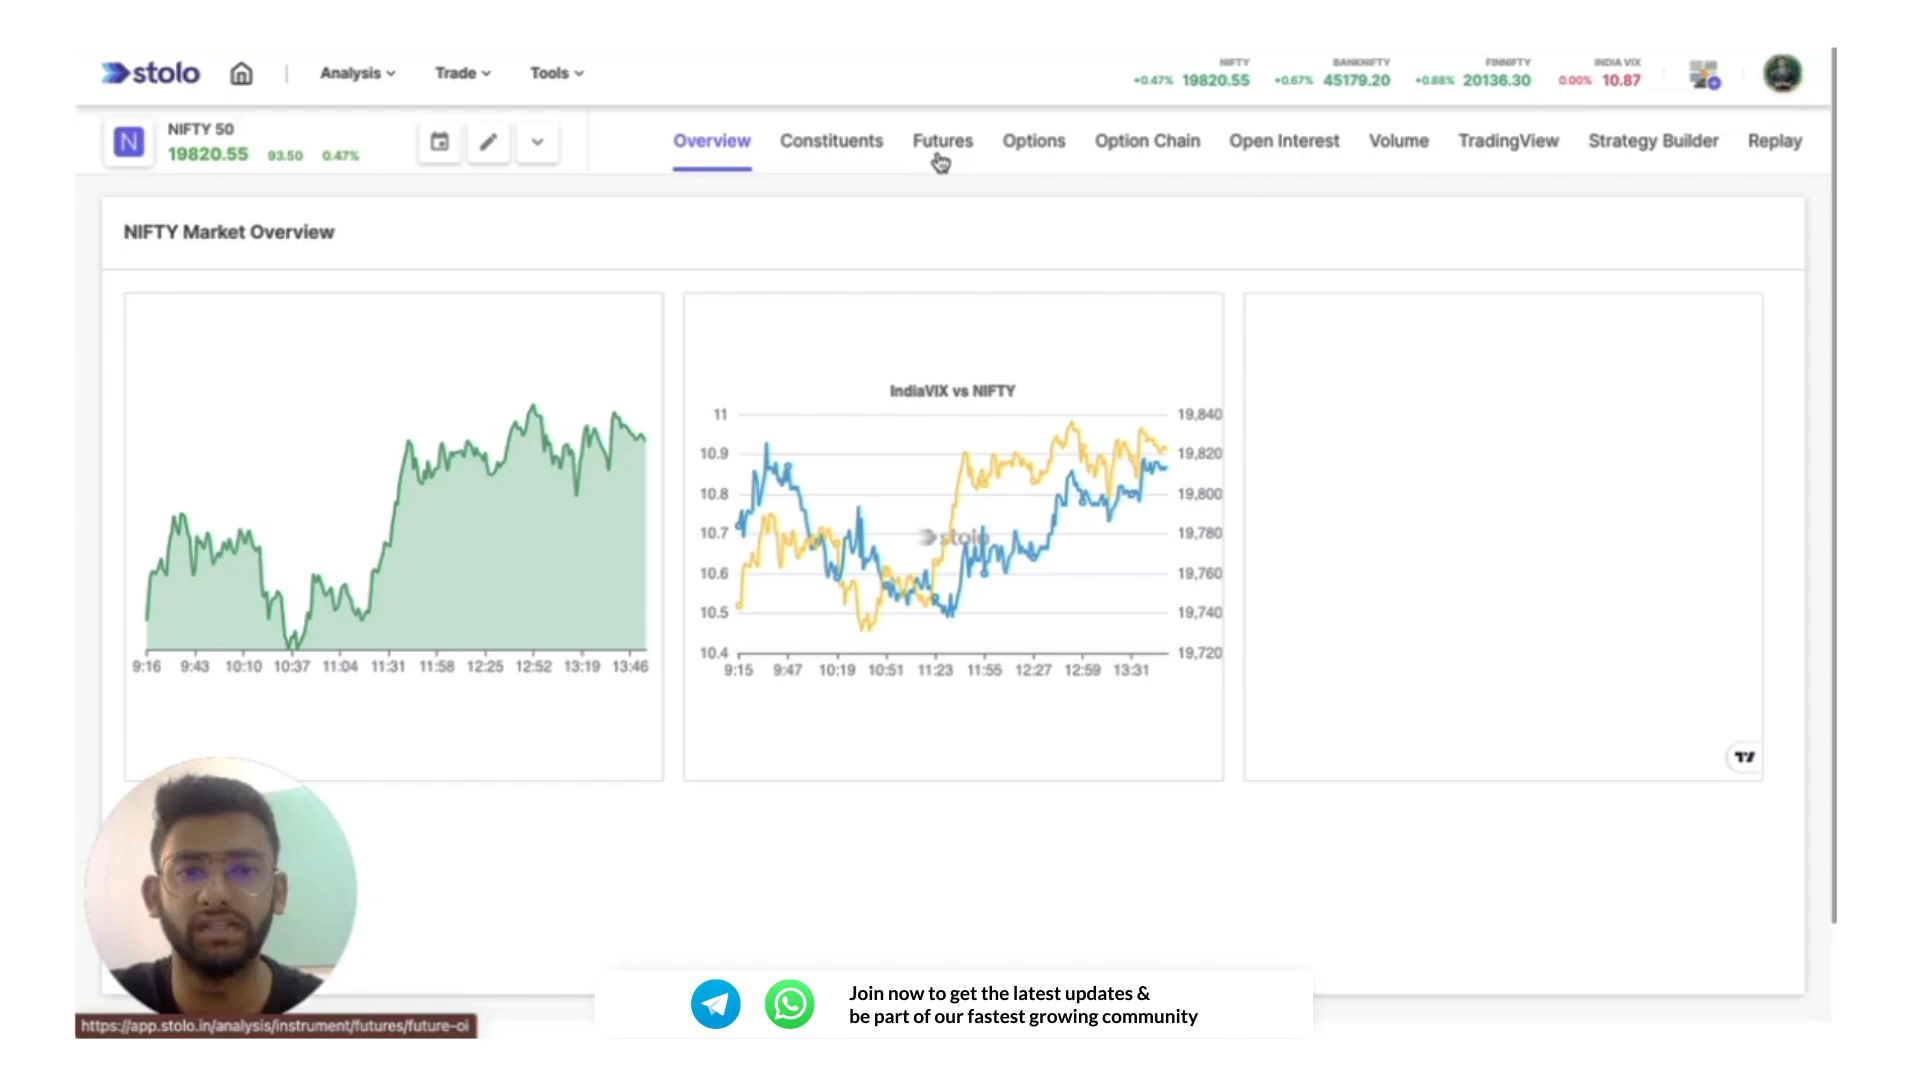 stolo
Analysis
Trade
Tools
NIFTY
+0.47% 19820.55
BANKNIFTY
+0.67% 45179.20
FINNIFTY
+0.88% 20136.30
INDIA VIX
0.00% 10.87
N
NIFTY 50
19820.55 93.50 0.47%
Overview
Constituents
Futures
Options
Option Chain
Open Interest
Volume
TradingView
Strategy Builder
Replay
NIFTY Market Overview
9:16 9:43 10:10 10:37 11:04 11:31 11:58 12:25 12:52 13:19 13:46
IndiaVIX vs NIFTY
11
10.9
10.8
10.7
10.6
10.5
10.4
19,840
19,820
19,800
19,780
19,760
19,740
19,720
stolo
9:15 9:47 10:19 10:51 11:23 11:55 12:27 12:59 13:31
https://app.stolo.in/analysis/instrument/futures/future-oi
Join now to get the latest updates &
be part of our fastest growing community